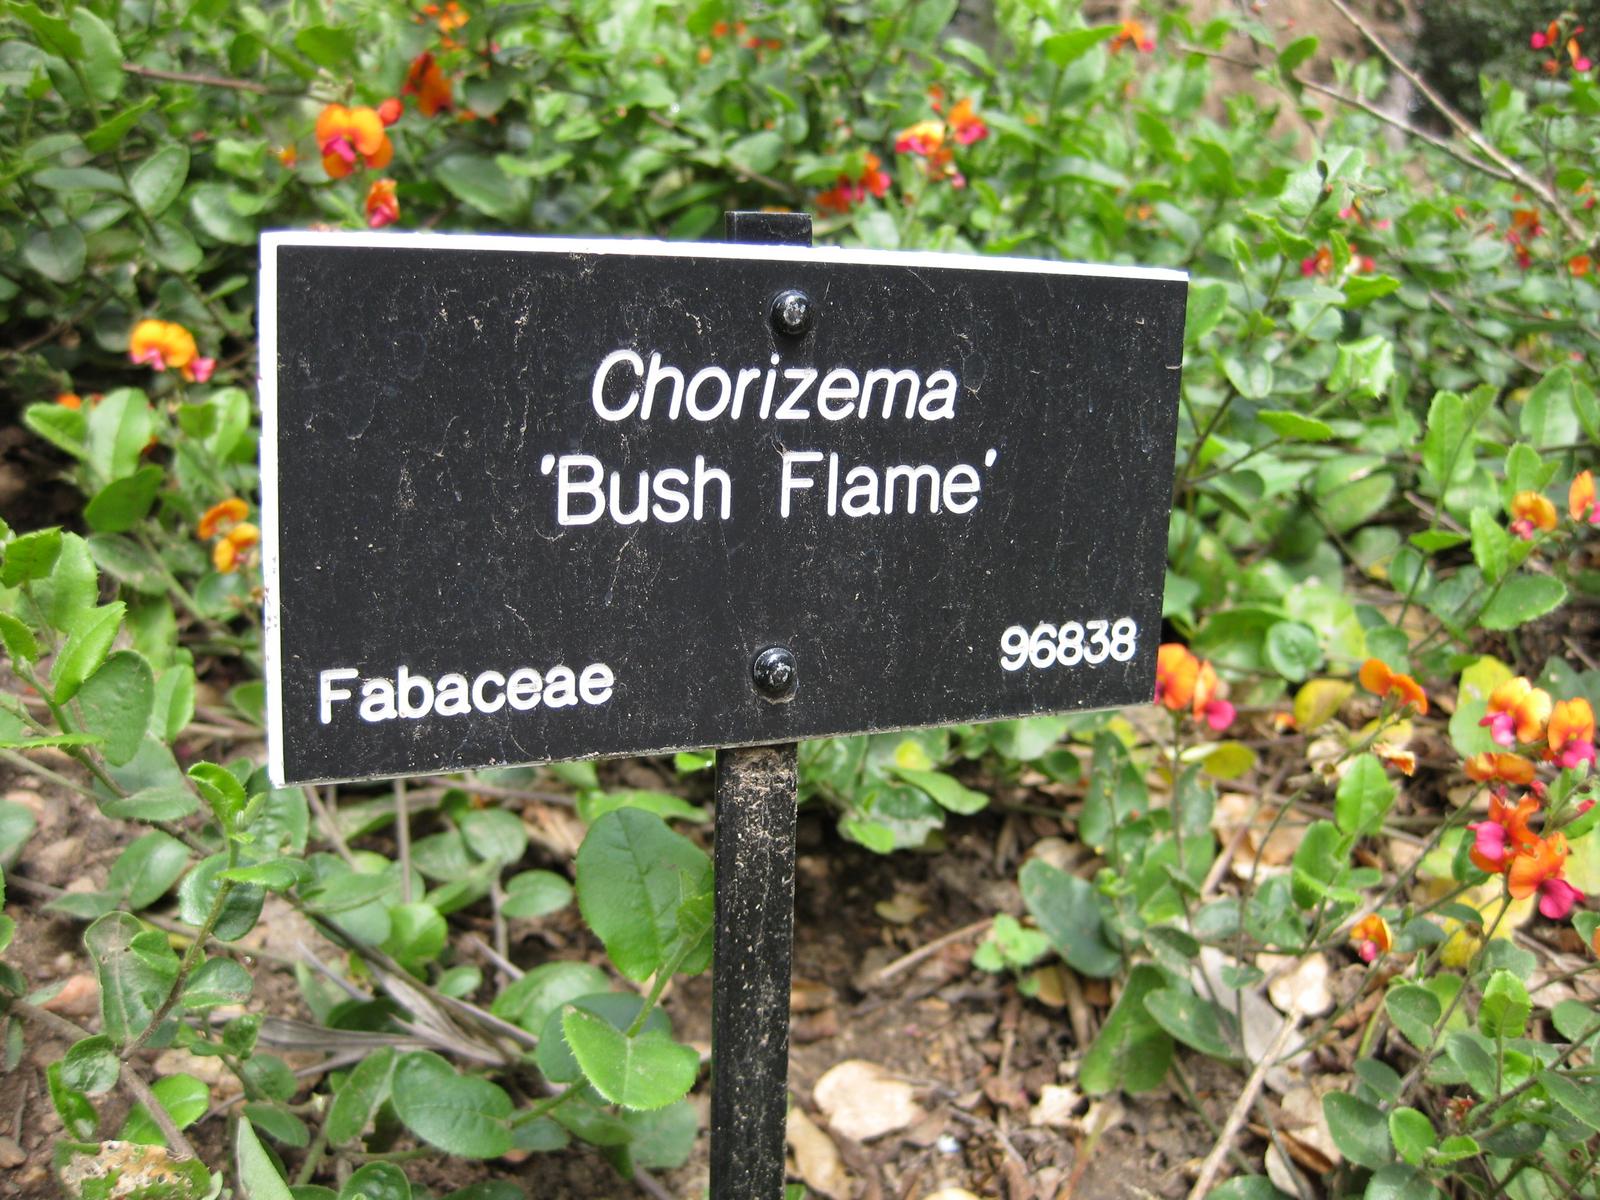 Chorizema
'Bush Flame'
Fabaceae
96838